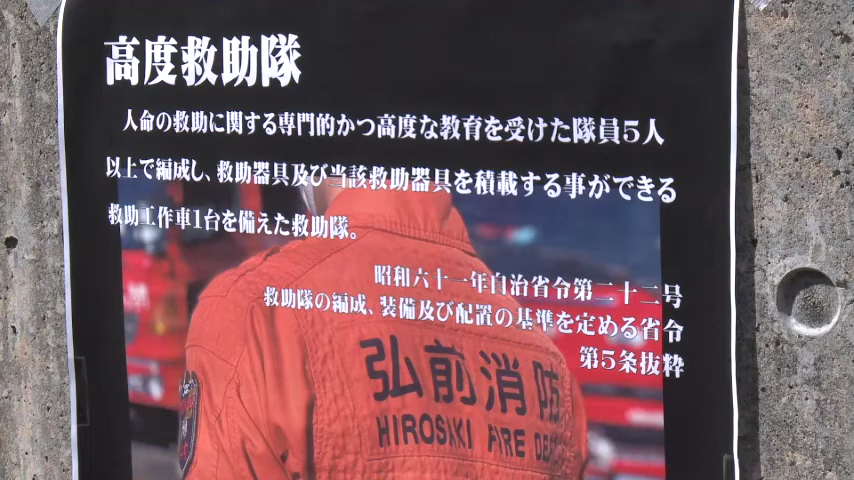 高度救助隊
人命の救助に関する専門的かつ高度な教育を受けた隊員5人
以上で編成し、救助器具及び当該救助器具を積載する事ができる
救助工作車1台を備えた救助隊。
昭和六十一年自治省令第二十二号
救助隊の編成、装備及び配置の基準を定める省令
第5条抜粋
弘前消防
HIROSAKI FIRE